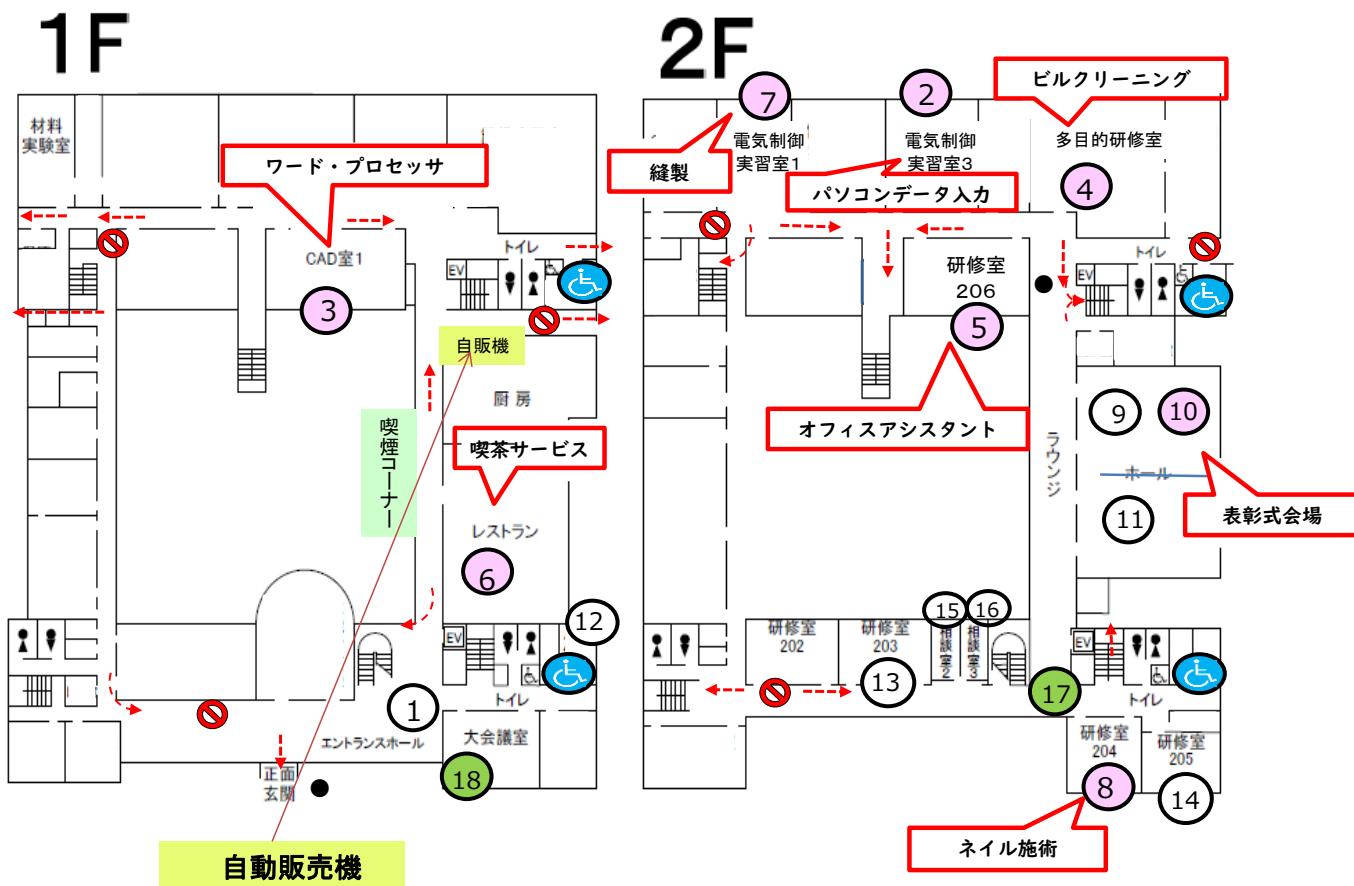 1F
材料
実験室
ワード・プロセッサ
CAD室1
3
EV
トイレ
自販機
厨 房
喫煙コーナー
喫茶サービス
レストラン
6
12
EV
トイレ
1
エントランスホール
大会議室
18
正面
玄関
自動販売機
2F
ビルクリーニング
7
2
電気制御
実習室1
電気制御
実習室3
多目的研修室
縫製
パソコンデータ入力
4
トイレ
EV
研修室
206
5
オフィスアシスタント
ラウンジ
9
10
ホール
11
表彰式会場
15
16
研修室
202
研修室
203
相談室2
相談室3
13
17
EV
トイレ
研修室
204
研修室
205
8
14
ネイル施術